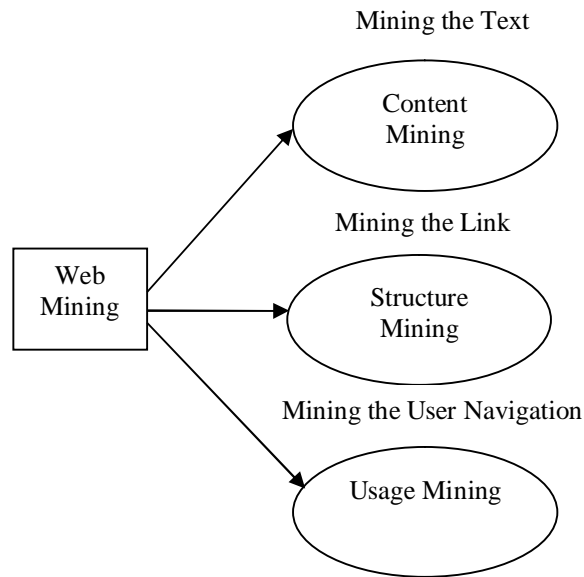 Mining the Text
Content
Mining
Mining the Link
Web
Mining
Structure
Mining
Mining the User Navigation
Usage Mining